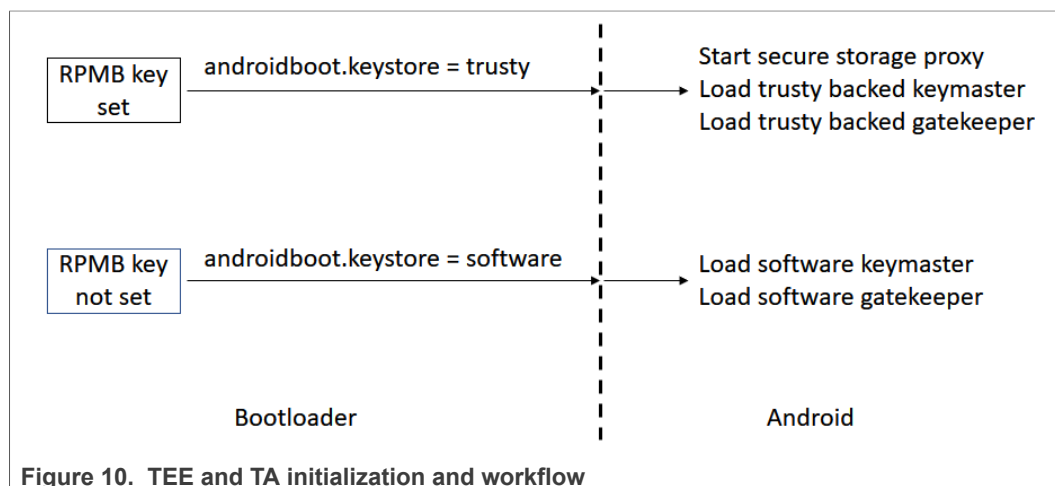 RPMB key
set
androidboot.keystore = trusty
Start secure storage proxy
Load trusty backed keymaster
Load trusty backed gatekeeper
RPMB key
not set
androidboot.keystore = software
Load software keymaster
Load software gatekeeper
Bootloader
Android
Figure 10. TEE and TA initialization and workflow